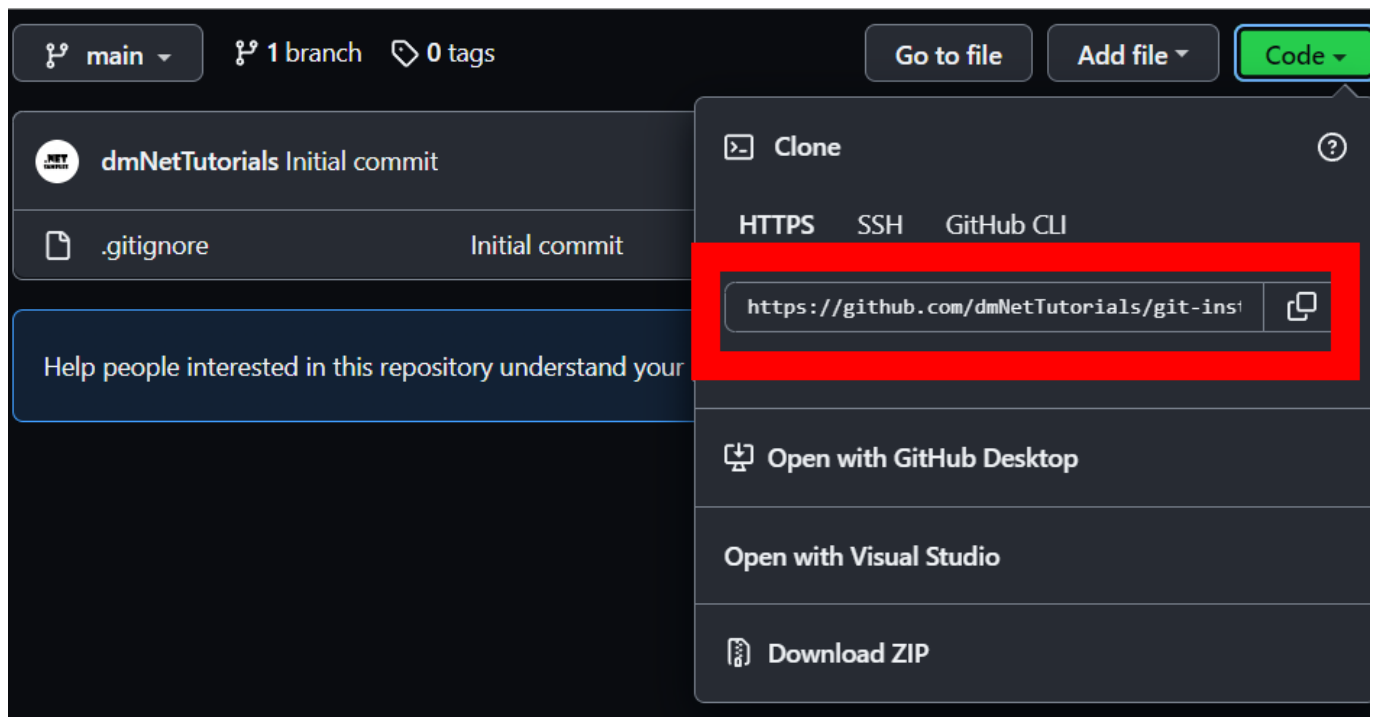 main 1 branch 0 tags Go to file Add file Code
dmNetTutorials Initial commit
.gitignore Initial commit
Help people interested in this repository understand your
Clone
HTTPS SSH GitHub CLI
https://github.com/dmNetTutorials/git-inst
Open with GitHub Desktop
Open with Visual Studio
Download ZIP